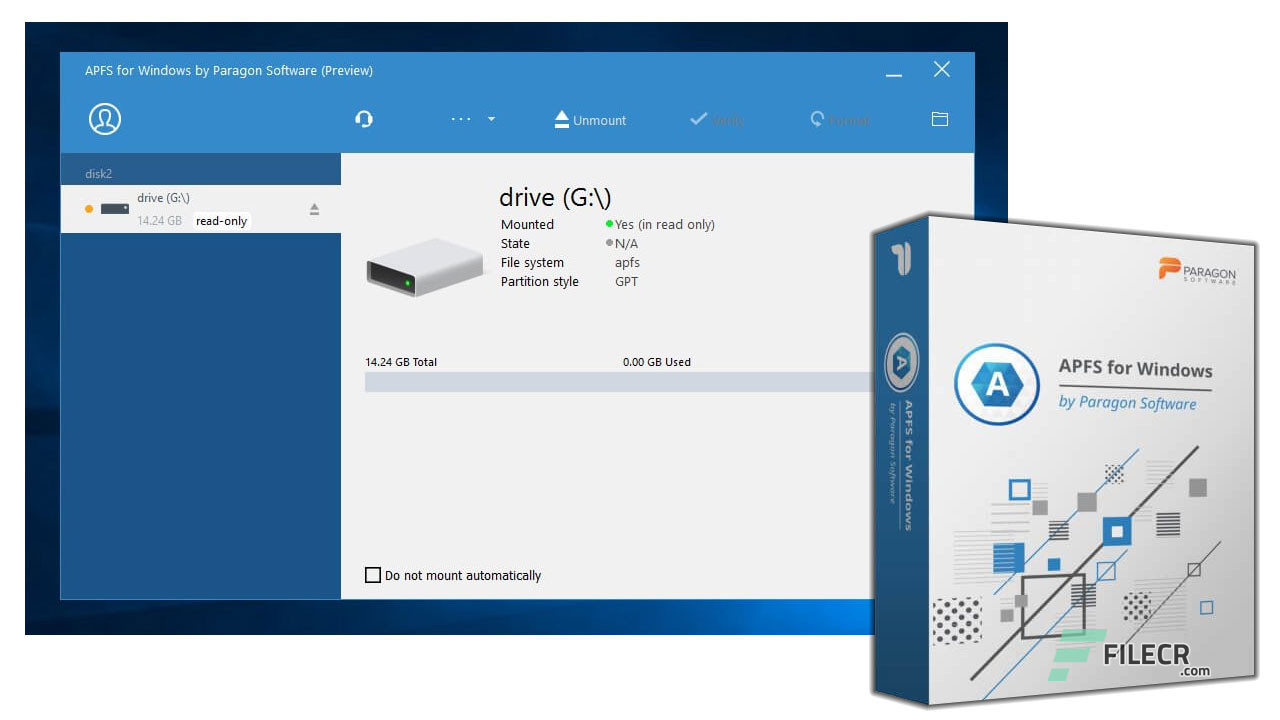 APFS for Windows by Paragon Software (Preview)
... Unmount Verify Format
disk2
drive (G:\)
14.24 GB read-only
drive (G:\)
Mounted Yes (in read only)
State N/A
File system apfs
Partition style GPT
14.24 GB Total 0.00 GB Used
Do not mount automatically
PARAGON
SOFTWARE
A
APFS for Windows
by Paragon Software
A
APFS for Windows
by Paragon Software
FILECR
.com